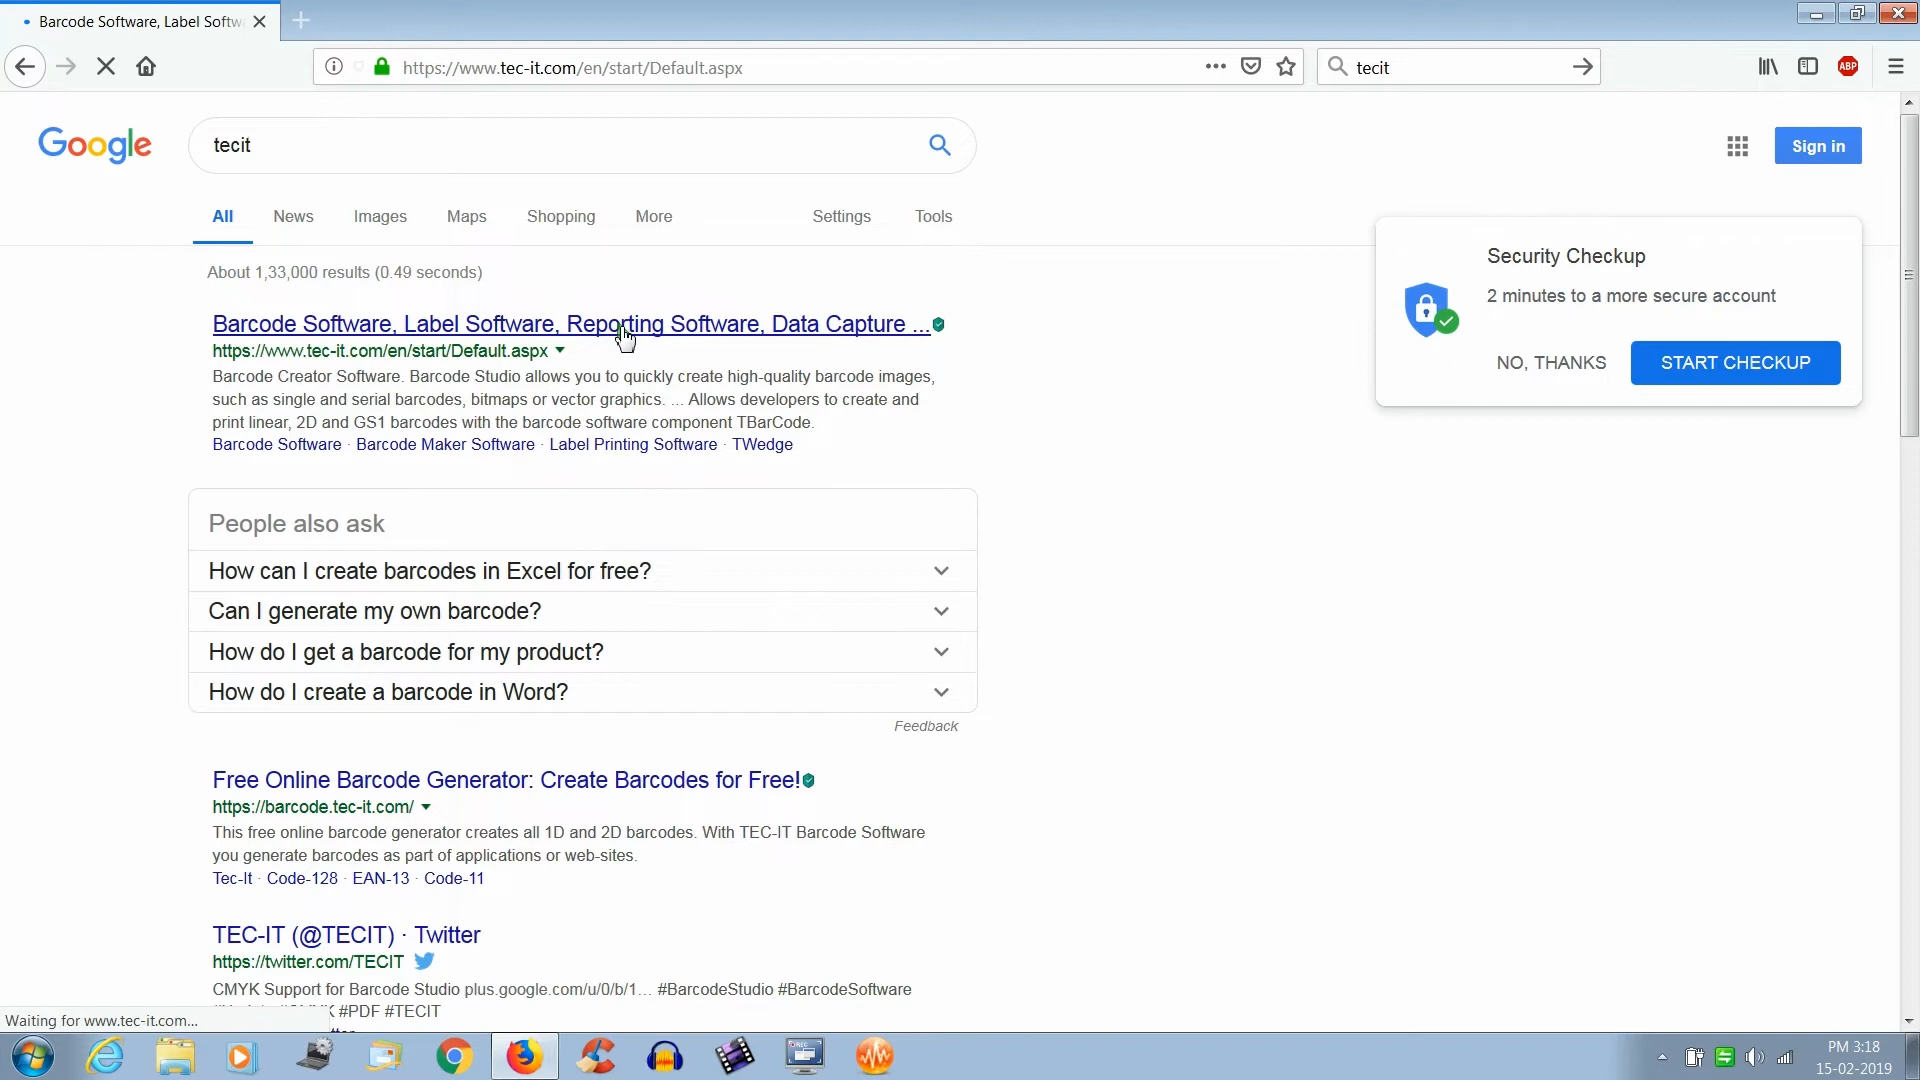 Barcode Software, Label Softw
https://www.tec-it.com/en/start/Default.aspx
tecit
ABP
Google
tecit
Sign in
All News Images Maps Shopping More Settings Tools
About 1,33,000 results (0.49 seconds)
Security Checkup
2 minutes to a more secure account
NO, THANKS START CHECKUP
Barcode Software, Label Software, Reporting Software, Data Capture ...
https://www.tec-it.com/en/start/Default.aspx
Barcode Creator Software. Barcode Studio allows you to quickly create high-quality barcode images,
such as single and serial barcodes, bitmaps or vector graphics. ... Allows developers to create and
print linear, 2D and GS1 barcodes with the barcode software component TBarCode.
Barcode Software · Barcode Maker Software · Label Printing Software · TWedge
People also ask
How can I create barcodes in Excel for free?
Can I generate my own barcode?
How do I get a barcode for my product?
How do I create a barcode in Word?
Feedback
Free Online Barcode Generator: Create Barcodes for Free!
https://barcode.tec-it.com/
This free online barcode generator creates all 1D and 2D barcodes. With TEC-IT Barcode Software
you generate barcodes as part of applications or web-sites.
Tec-It · Code-128 · EAN-13 · Code-11
TEC-IT (@TECIT) · Twitter
https://twitter.com/TECIT
CMYK Support for Barcode Studio plus.google.com/u/0/b/1... #BarcodeStudio #BarcodeSoftware
#PDF #TECIT
Waiting for www.tec-it.com...
REC
PM 3:18
15-02-2019